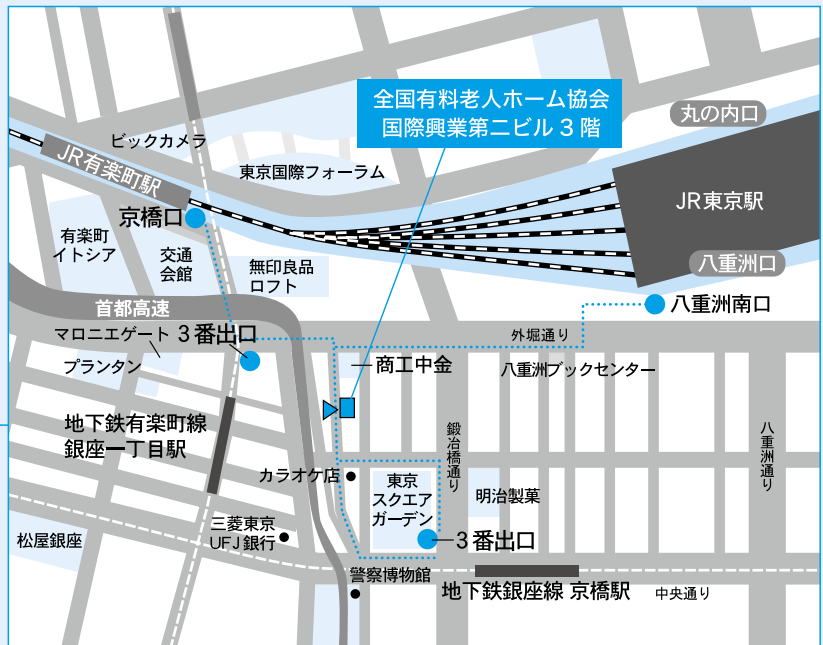 全国有料老人ホーム協会
国際興業第二ビル3階
丸の内口
ビックカメラ
JR有楽町駅
東京国際フォーラム
JR東京駅
京橋口
有楽町
イトシア
交通
会館
無印良品
ロフト
八重洲口
首都高速
八重洲南口
マロニエゲート
3番出口
外堀通り
プランタン
商工中金
八重洲ブックセンター
地下鉄有楽町線
銀座一丁目駅
鍛冶橋通り
八重洲通り
カラオケ店
東京
スクエア
ガーデン
明治製菓
三菱東京
UFJ銀行
松屋銀座
3番出口
警察博物館
地下鉄銀座線 京橋駅
中央通り